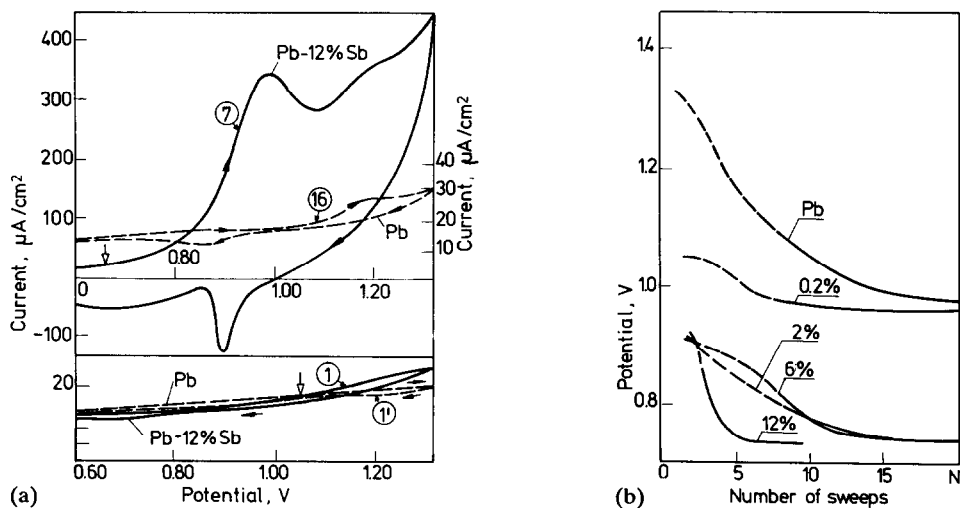 400
300
200
100
0
-100
20
Current, µA/cm²
Pb-12% Sb
7
16
Pb
0.80
1.00
1.20
40
30
20
10
Current, µA/cm²
Pb
1
1'
Pb-12% Sb
0.60
0.80
1.00
1.20
Potential, V
(a)
1.4
1.2
1.0
0.8
Potential, V
Pb
0.2%
2%
6%
12%
0
5
10
15
N
Number of sweeps
(b)